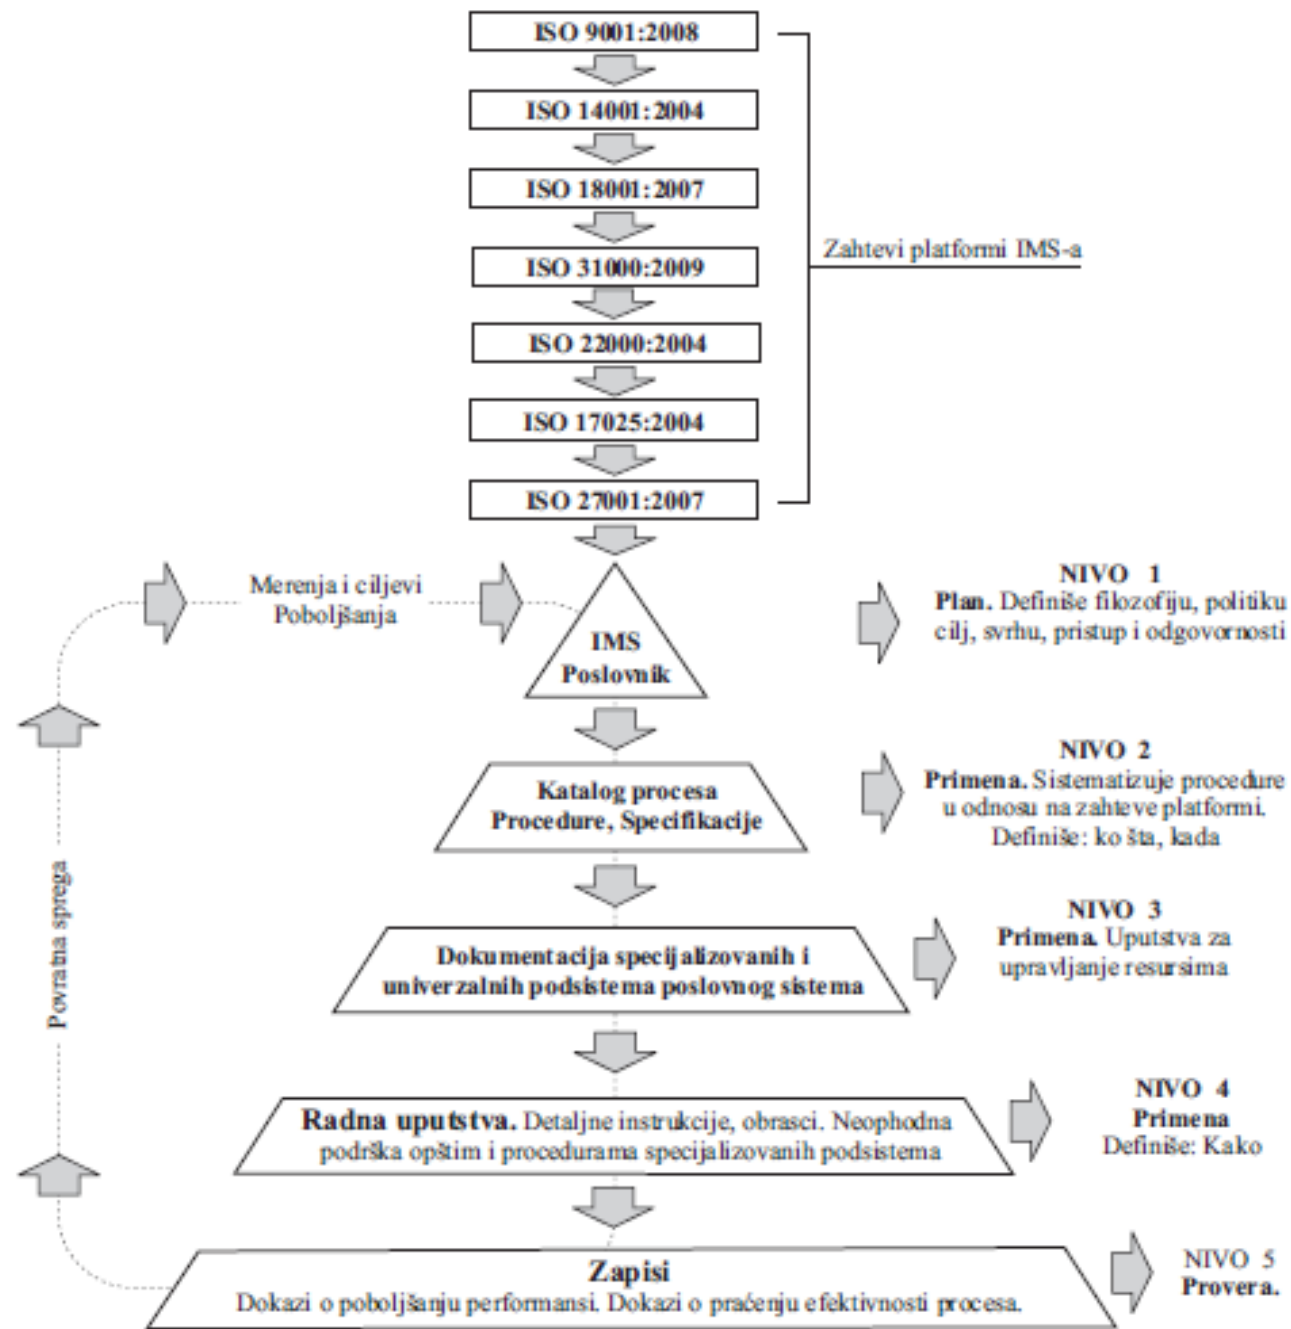 ISO 9001:2008
ISO 14001:2004
ISO 18001:2007
ISO 31000:2009
Zahtevi platformi IMS-a
ISO 22000:2004
ISO 17025:2004
ISO 27001:2007
Merenja i ciljevi
Poboljšanja
IMS
Poslovnik
NIVO 1
Plan. Definiše filozofiju, politiku
cilj, svrhu, pristup i odgovornosti
Katalog procesa
Procedure, Specifikacije
NIVO 2
Primena. Sistematizuje procedure
u odnosu na zahteve platformi.
Definiše: ko šta, kada
Povratna sprega
Dokumentacija specijalizovanih i
univerzalnih podsistema poslovnog sistema
NIVO 3
Primena. Uputstva za
upravljanje resursima
Radna uputstva. Detaljne instrukcije, obrasci. Neophodna
podrška opštim i procedurama specijalizovanih podsistema
NIVO 4
Primena
Definiše: Kako
Zapisi
Dokazi o poboljšanju performansi. Dokazi o praćenju efektivnosti procesa.
NIVO 5
Provera.